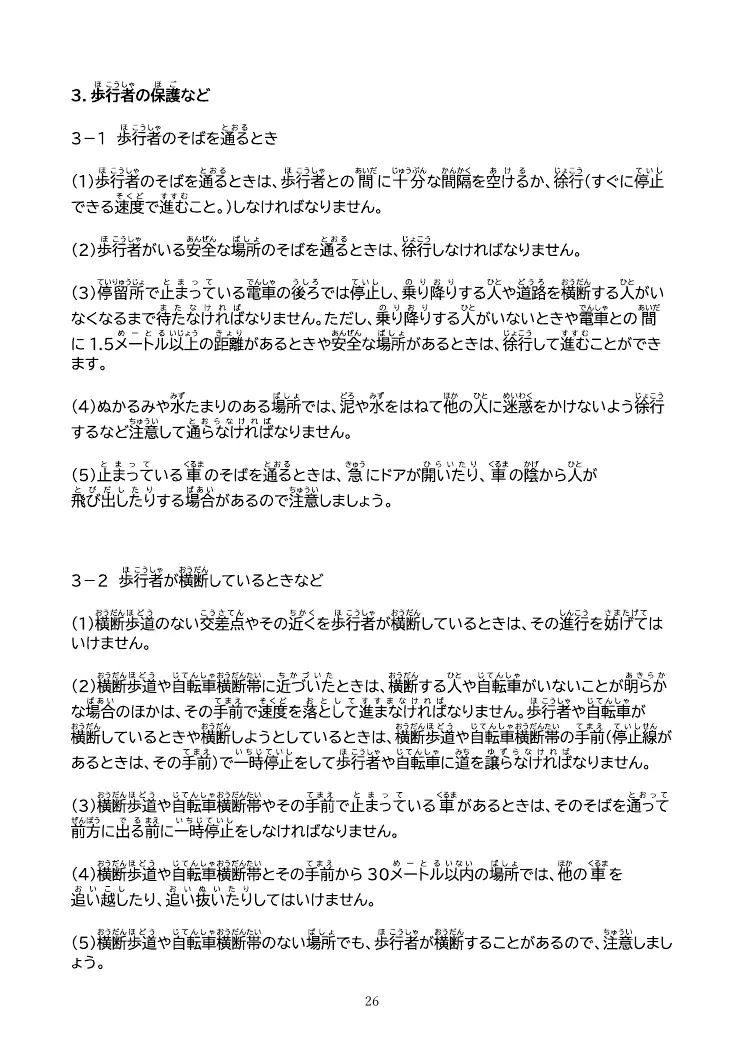 3．歩行者の保護など
3－1 歩行者のそばを通るとき
（1）歩行者のそばを通るときは、歩行者との間に十分な間隔を空けるか、徐行（すぐに停止
できる速度で進むこと。）しなければなりません。
（2）歩行者がいる安全な場所のそばを通るときは、徐行しなければなりません。
（3）停留所で止まっている電車の後ろでは停止し、乗り降りする人や道路を横断する人がい
なくなるまで待たなければなりません。ただし、乗り降りする人がいないときや電車との間
に1.5メートル以上の距離があるときや安全な場所があるときは、徐行して進むことができ
ます。
（4）ぬかるみや水たまりのある場所では、泥や水をはねて他の人に迷惑をかけないよう徐行
するなど注意して通らなければなりません。
（5）止まっている車のそばを通るときは、急にドアが開いたり、車の陰から人が
飛び出したりする場合があるので注意しましょう。
3－2 歩行者が横断しているときなど
（1）横断歩道のない交差点やその近くを歩行者が横断しているときは、その進行を妨げては
いけません。
（2）横断歩道や自転車横断帯に近づいたときは、横断する人や自転車がいないことが明らか
な場合のほかは、その手前で速度を落として進まなければなりません。歩行者や自転車が
横断しているときや横断しようとしているときは、横断歩道や自転車横断帯の手前（停止線が
あるときは、その手前）で一時停止をして歩行者や自転車に道を譲らなければなりません。
（3）横断歩道や自転車横断帯やその手前で止まっている車があるときは、そのそばを通って
前方に出る前に一時停止をしなければなりません。
（4）横断歩道や自転車横断帯とその手前から30メートル以内の場所では、他の車を
追い越したり、追い抜いたりしてはいけません。
（5）横断歩道や自転車横断帯のない場所でも、歩行者が横断することがあるので、注意しまし
ょう。
26